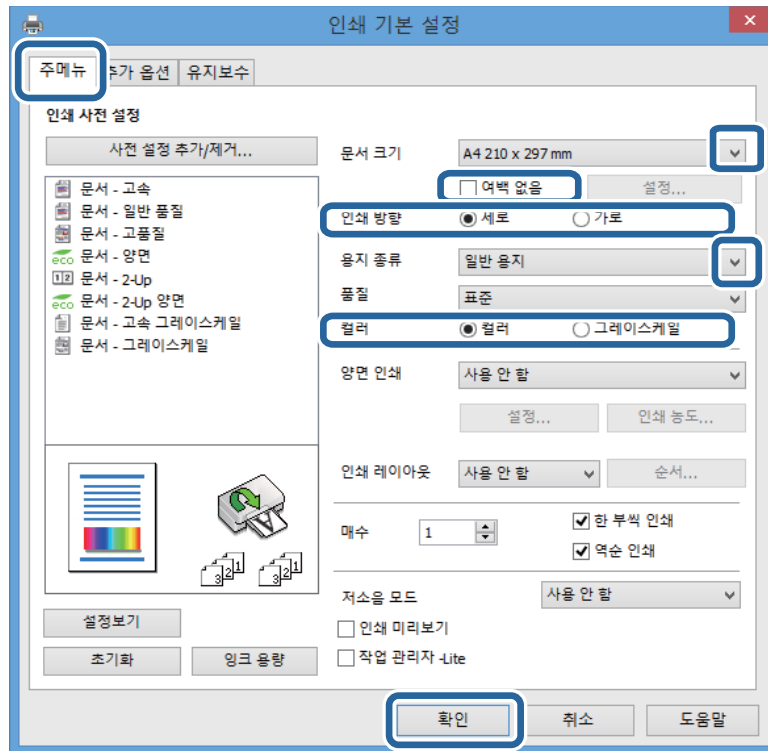 인쇄 기본 설정
주메뉴 추가 옵션 유지보수
인쇄 사전 설정
사전 설정 추가/제거...
문서 - 고속
문서 - 일반 품질
문서 - 고품질
eco 문서 - 양면
1 2 문서 - 2-Up
eco 문서 - 2-Up 양면
문서 - 고속 그레이스케일
문서 - 그레이스케일
3 2 1 3 2 1
설정보기
초기화 잉크 용량
문서 크기 A4 210 x 297 mm
여백 없음 설정...
인쇄 방향 세로 가로
용지 종류 일반 용지
품질 표준
컬러 컬러 그레이스케일
양면 인쇄 사용 안 함
설정... 인쇄 농도...
인쇄 레이아웃 사용 안 함 순서...
매수 1 한 부씩 인쇄
역순 인쇄
저소음 모드 사용 안 함
인쇄 미리보기
작업 관리자 -Lite
확인 취소 도움말